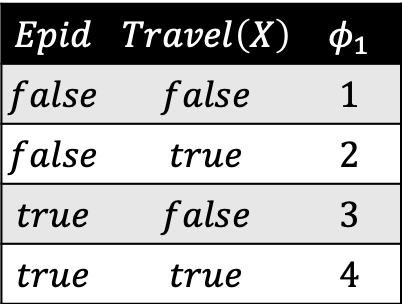 Epid Travel(X) ϕ₁
false false 1
false true 2
true false 3
true true 4